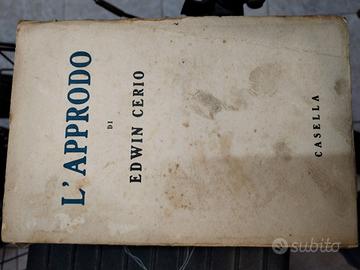 L'APPRODO
DI
EDWIN CERIO
CASELLA
subito